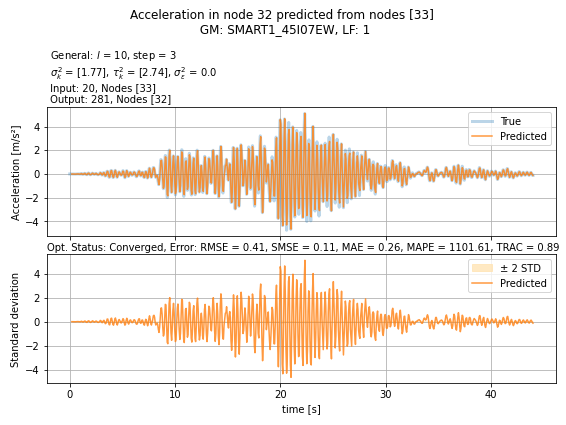 Acceleration in node 32 predicted from nodes [33]
GM: SMART1_45I07EW, LF: 1
General: l = 10, step = 3
σ²ₖ = [1.77], τ²ₖ = [2.74], σ²ε = 0.0
Input: 20, Nodes [33]
Output: 281, Nodes [32]
Acceleration [m/s²]
4
2
0
−2
−4
True
Predicted
Opt. Status: Converged, Error: RMSE = 0.41, SMSE = 0.11, MAE = 0.26, MAPE = 1101.61, TRAC = 0.89
Standard deviation
4
2
0
−2
−4
± 2 STD
Predicted
0
10
20
30
40
time [s]